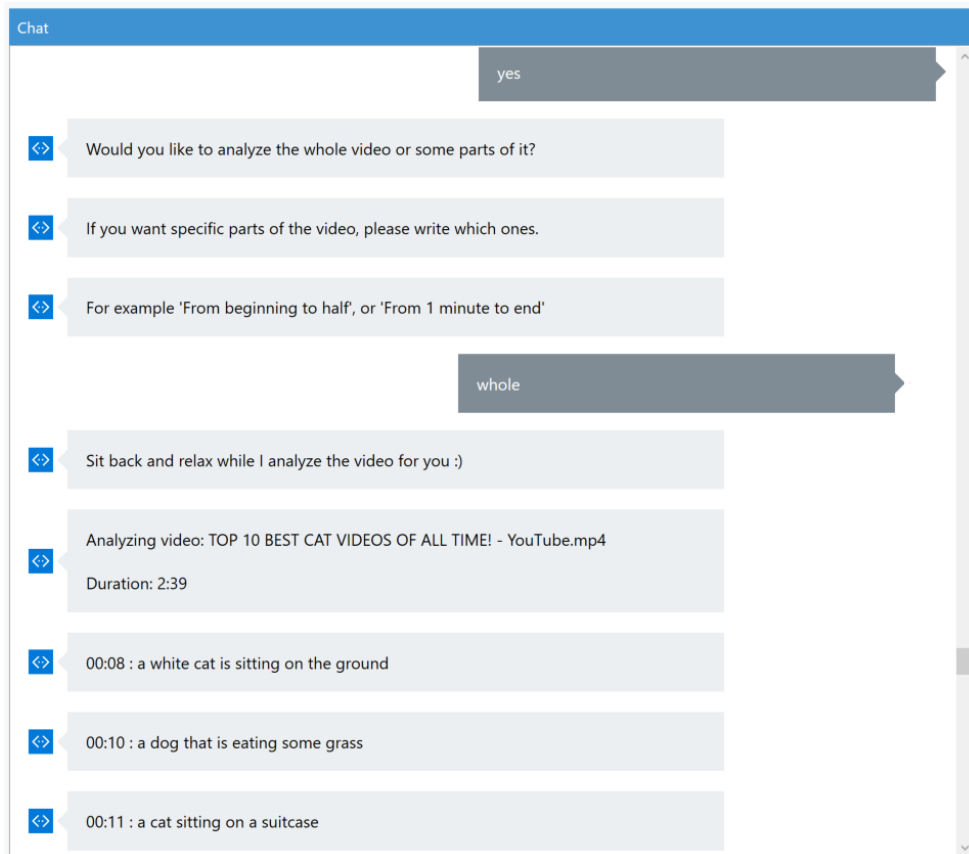 Chat
yes
Would you like to analyze the whole video or some parts of it?
If you want specific parts of the video, please write which ones.
For example 'From beginning to half', or 'From 1 minute to end'
whole
Sit back and relax while I analyze the video for you :)
Analyzing video: TOP 10 BEST CAT VIDEOS OF ALL TIME! - YouTube.mp4
Duration: 2:39
00:08 : a white cat is sitting on the ground
00:10 : a dog that is eating some grass
00:11 : a cat sitting on a suitcase